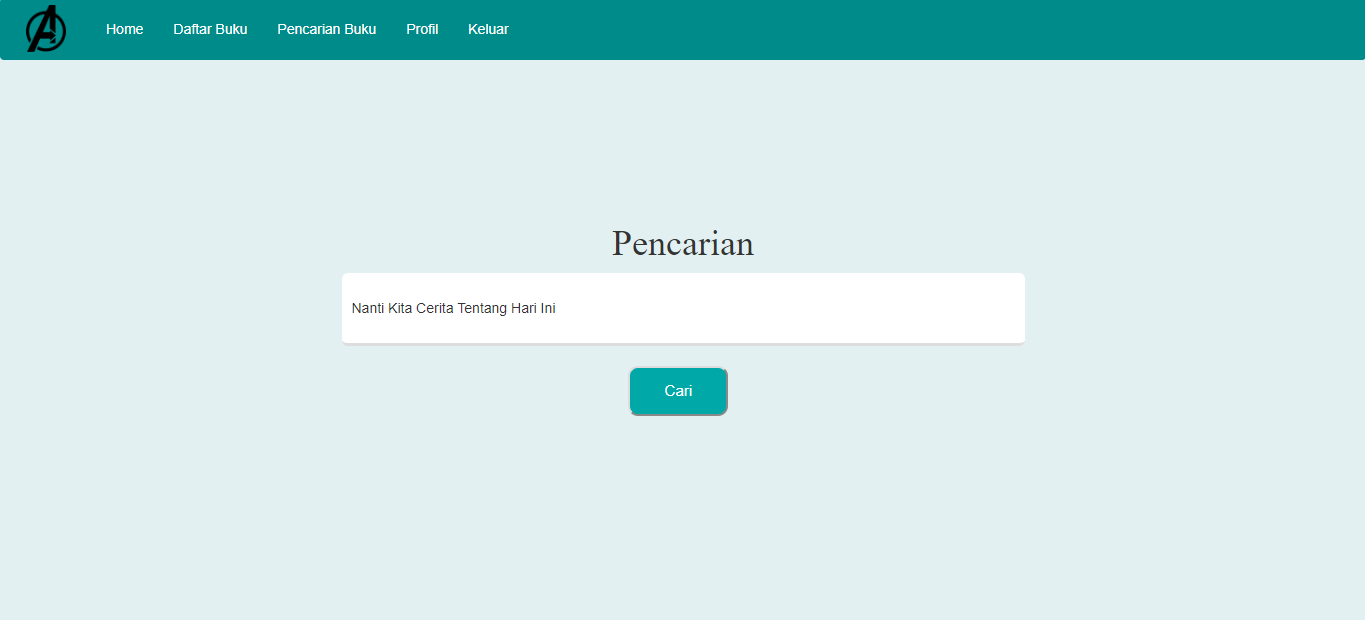 Home Daftar Buku Pencarian Buku Profil Keluar
Pencarian
Nanti Kita Cerita Tentang Hari Ini
Cari